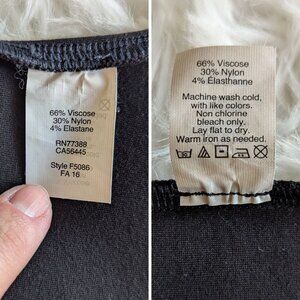 66% Viscose
30% Nylon
4% Elastane
RN77388
CA56445
Style F5086
FA 16
66% Viscose
30% Nylon
4% Élasthanne
Machine wash cold,
with like colors.
Non chlorine
bleach only.
Lay flat to dry.
Warm iron as needed.